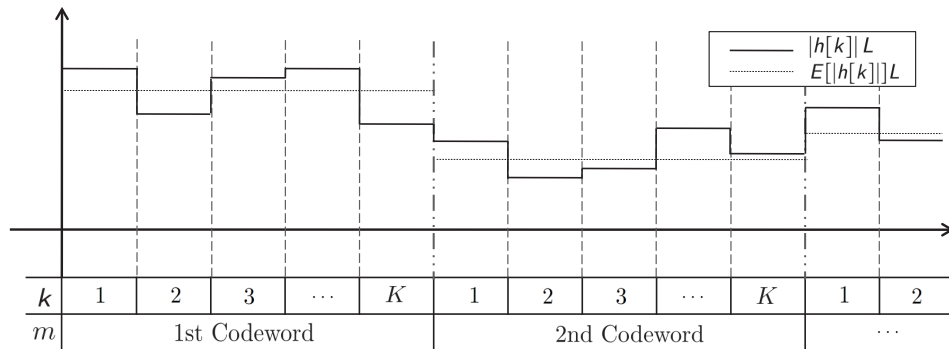 |h[k]| L
E[|h[k]|]L
k 1 2 3 ⋯ K 1 2 3 ⋯ K 1 2
m 1st Codeword 2nd Codeword ⋯